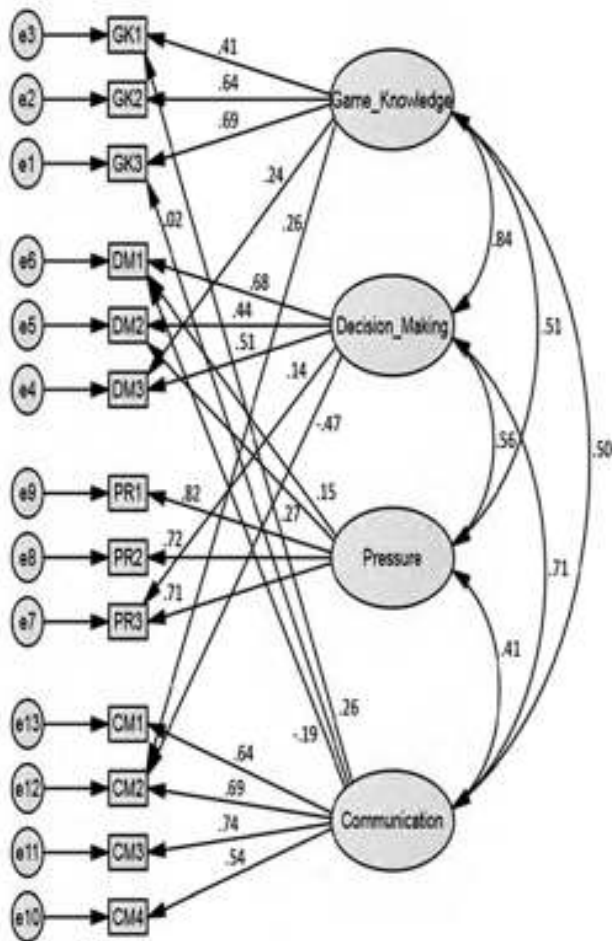 e3
GK1
.41
e2
GK2
.64
Game_Knowledge
e1
GK3
.69
.24
.02
.26
.84
e6
DM1
.68
e5
DM2
.44
Decision_Making
.51
e4
DM3
.51
.14
-.47
.56
.50
e9
PR1
.82
.15
.27
e8
PR2
.72
Pressure
.71
e7
PR3
.71
.41
e13
CM1
.26
-.19
.64
e12
CM2
.69
Communication
e11
CM3
.74
.54
e10
CM4